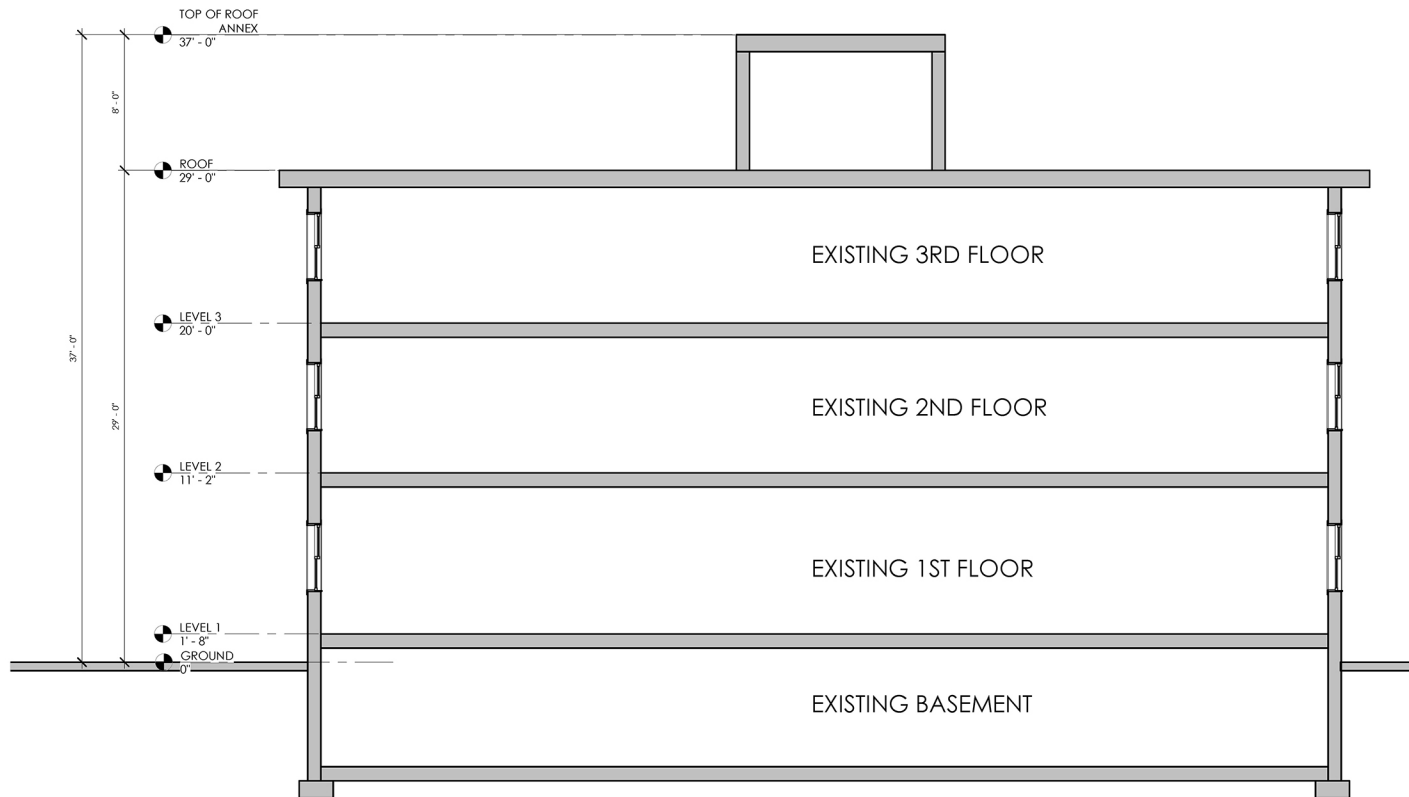 TOP OF ROOF
ANNEX
37' - 0"
8' - 0"
ROOF
29' - 0"
EXISTING 3RD FLOOR
LEVEL 3
20' - 0"
37' - 0"
29' - 0"
EXISTING 2ND FLOOR
LEVEL 2
11' - 2"
EXISTING 1ST FLOOR
LEVEL 1
1' - 8"
GROUND
0"
EXISTING BASEMENT